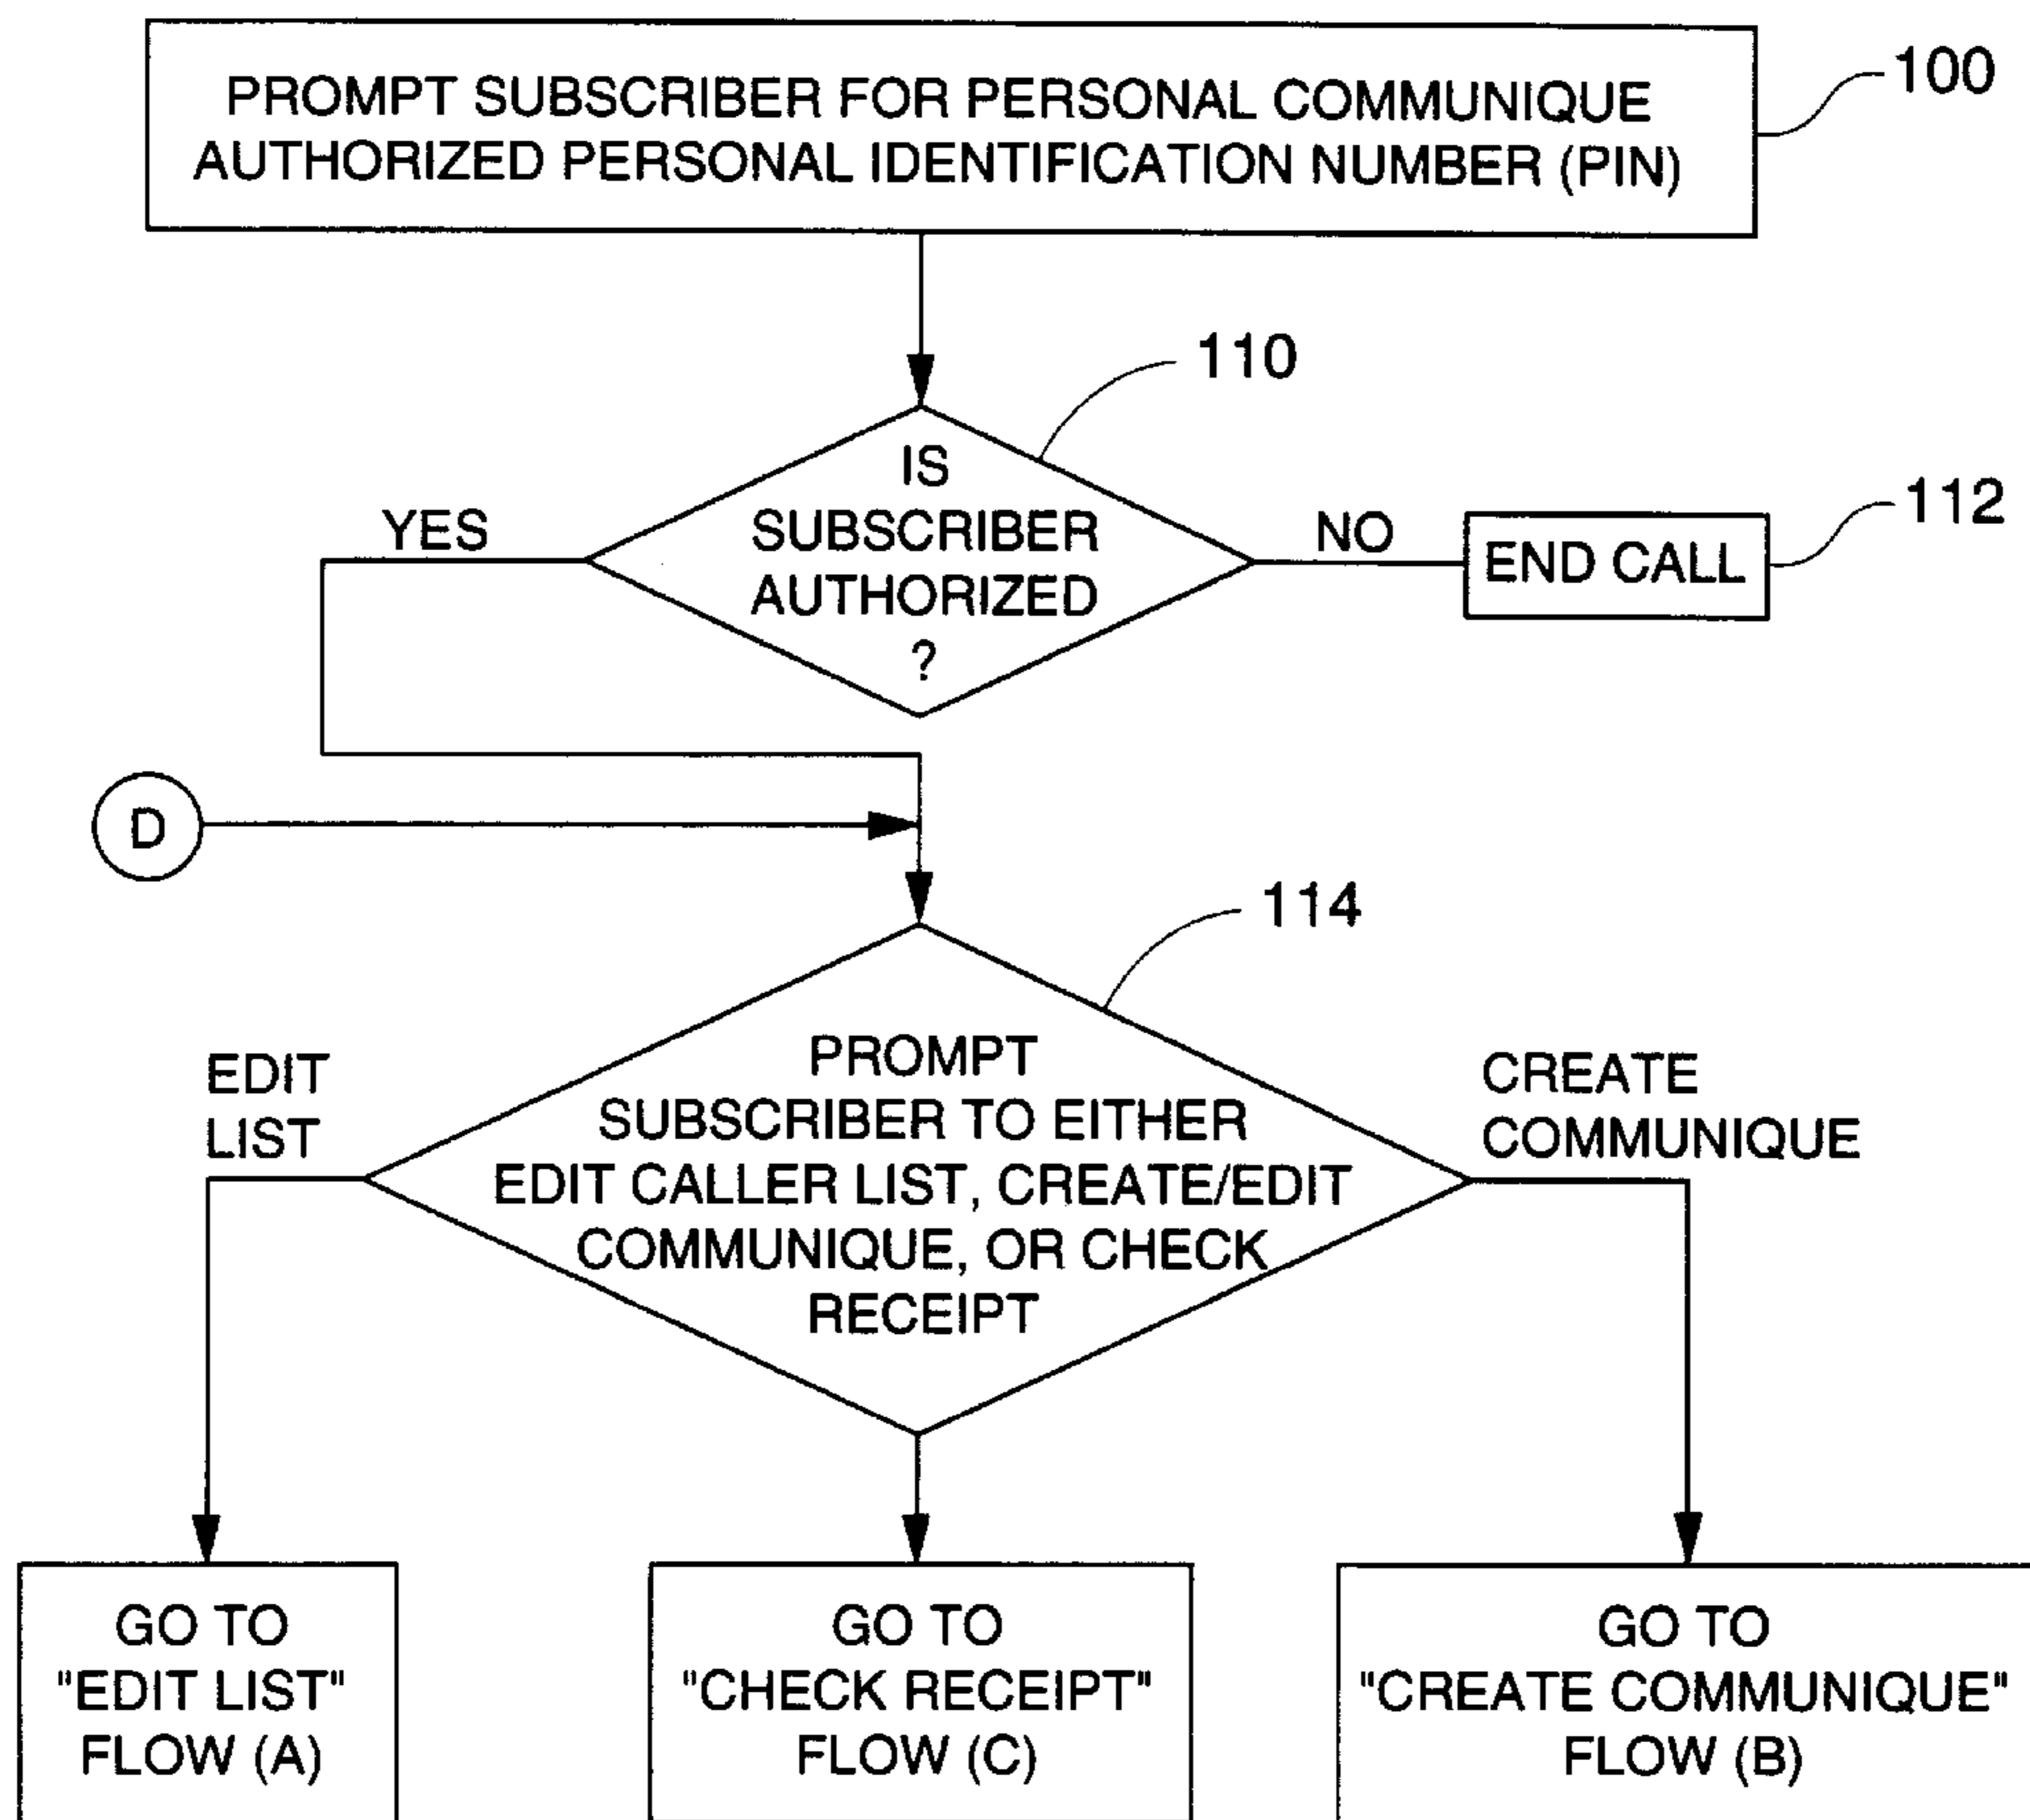 PROMPT SUBSCRIBER FOR PERSONAL COMMUNIQUE
AUTHORIZED PERSONAL IDENTIFICATION NUMBER (PIN)
100
110
IS
SUBSCRIBER
AUTHORIZED
?
YES
NO
END CALL
112
D
114
PROMPT
SUBSCRIBER TO EITHER
EDIT CALLER LIST, CREATE/EDIT
COMMUNIQUE, OR CHECK
RECEIPT
EDIT
LIST
CREATE
COMMUNIQUE
GO TO
"EDIT LIST"
FLOW (A)
GO TO
"CHECK RECEIPT"
FLOW (C)
GO TO
"CREATE COMMUNIQUE"
FLOW (B)